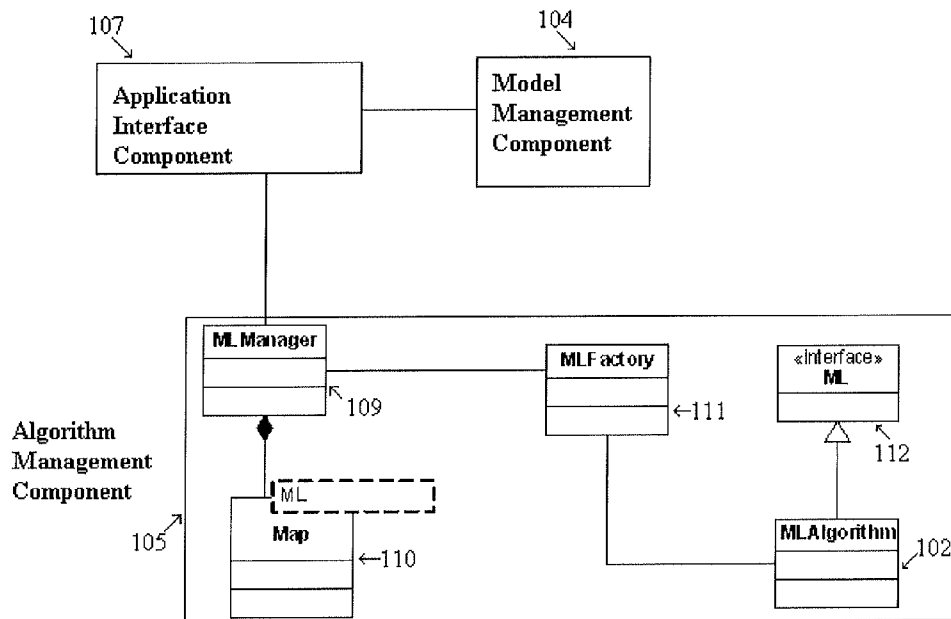 107
104
Application
Interface
Component
Model
Management
Component
MLManager
109
MLFactory
111
«interface»
ML
112
Algorithm
Management
Component
105
ML
Map
110
MLAlgorithm
102